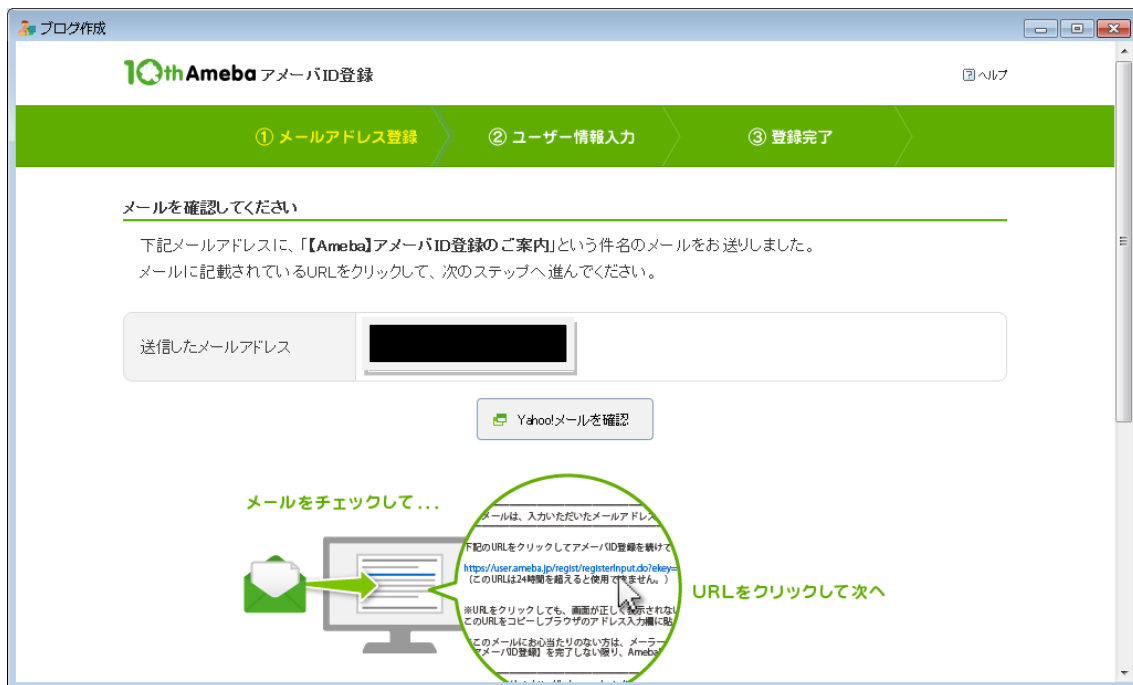 ブログ作成
10th Ameba アメーバID登録
ヘルプ
① メールアドレス登録
② ユーザー情報入力
③ 登録完了
メールを確認してください
下記メールアドレスに、「【Ameba】アメーバID登録のご案内」という件名のメールをお送りしました。
メールに記載されているURLをクリックして、次のステップへ進んでください。
送信したメールアドレス
Yahoo!メールを確認
メールをチェックして...
メールは、入力いただいたメールアドレス
下記のURLをクリックしてアメーバID登録を続けて
https://user.ameba.jp/regist/registerInput.do?ekey=
（このURLは24時間を超えると使用できません。）
URLをクリックして次へ
※URLをクリックしても、画面が正しく表示されない
このURLをコピーしブラウザのアドレス入力欄に貼
このメールにお心当たりのない方は、メーラー
アメーバID登録】を完了しない限り、Ameba